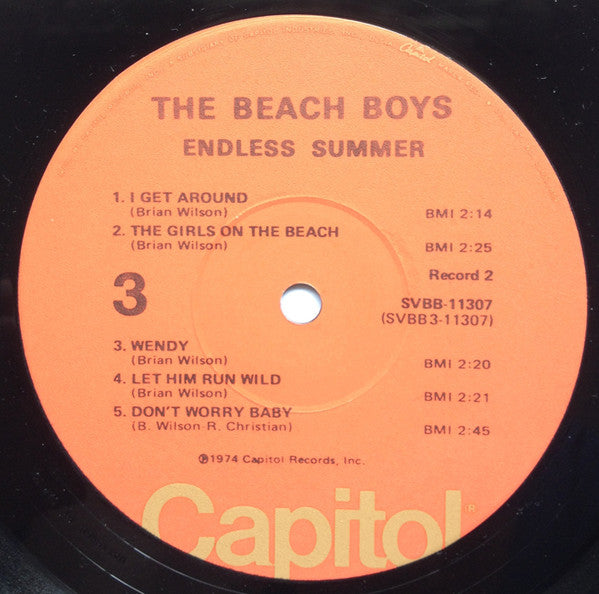 THE BEACH BOYS
ENDLESS SUMMER
1. I GET AROUND
(Brian Wilson) BMI 2:14
2. THE GIRLS ON THE BEACH
(Brian Wilson) BMI 2:25
Record 2
3
SVBB-11307
(SVBB3-11307)
3. WENDY
(Brian Wilson) BMI 2:20
4. LET HIM RUN WILD
(Brian Wilson) BMI 2:21
5. DON'T WORRY BABY
(B. Wilson-R. Christian) BMI 2:45
℗1974 Capitol Records, Inc.
Capitol®